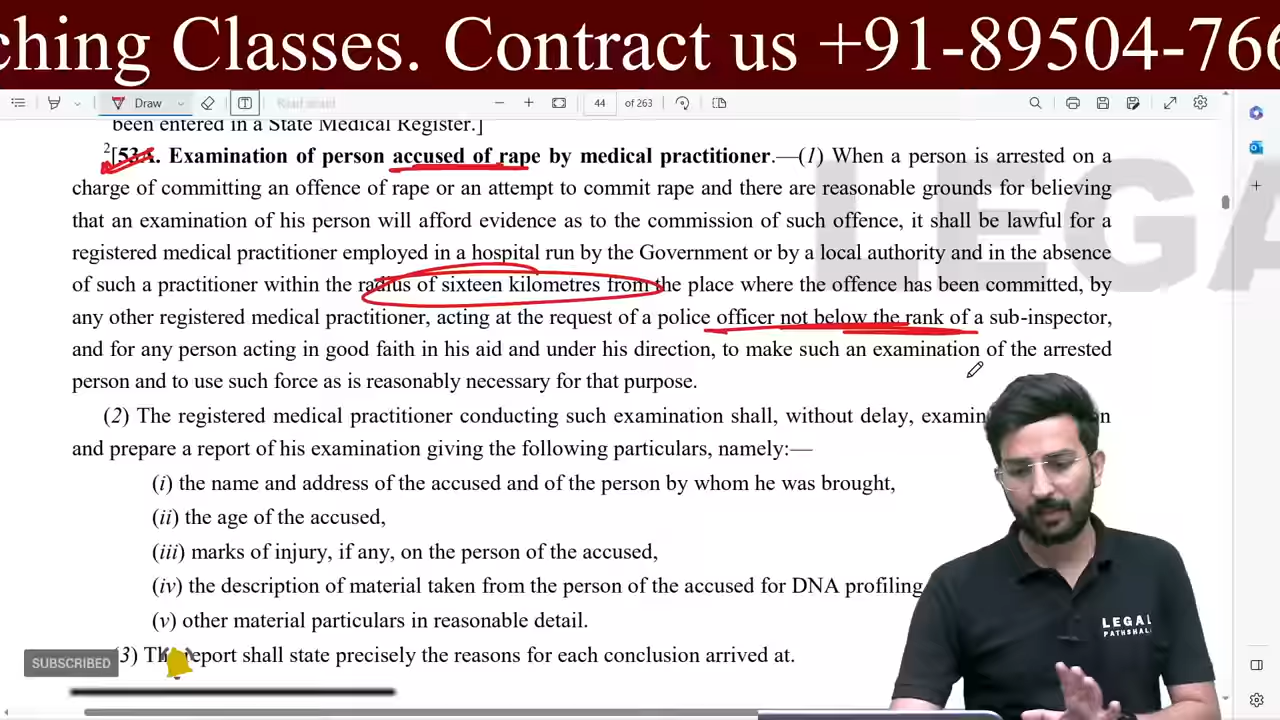 ching Classes. Contract us +91-89504-766
Draw
44 of 263
been entered in a State Medical Register.]
2[53A. Examination of person accused of rape by medical practitioner.—(1) When a person is arrested on a
charge of committing an offence of rape or an attempt to commit rape and there are reasonable grounds for believing
that an examination of his person will afford evidence as to the commission of such offence, it shall be lawful for a
registered medical practitioner employed in a hospital run by the Government or by a local authority and in the absence
of such a practitioner within the radius of sixteen kilometres from the place where the offence has been committed, by
any other registered medical practitioner, acting at the request of a police officer not below the rank of a sub-inspector,
and for any person acting in good faith in his aid and under his direction, to make such an examination of the arrested
person and to use such force as is reasonably necessary for that purpose.
(2) The registered medical practitioner conducting such examination shall, without delay,
and prepare a report of his examination giving the following particulars, namely:—
(i) the name and address of the accused and of the person by whom he was brought,
(ii) the age of the accused,
(iii) marks of injury, if any, on the person of the accused,
(iv) the description of material taken from the person of the accused for DNA profiling
(v) other material particulars in reasonable detail.
report shall state precisely the reasons for each conclusion arrived at.
SUBSCRIBED
LEGAL
PATHSHALA
LEGA